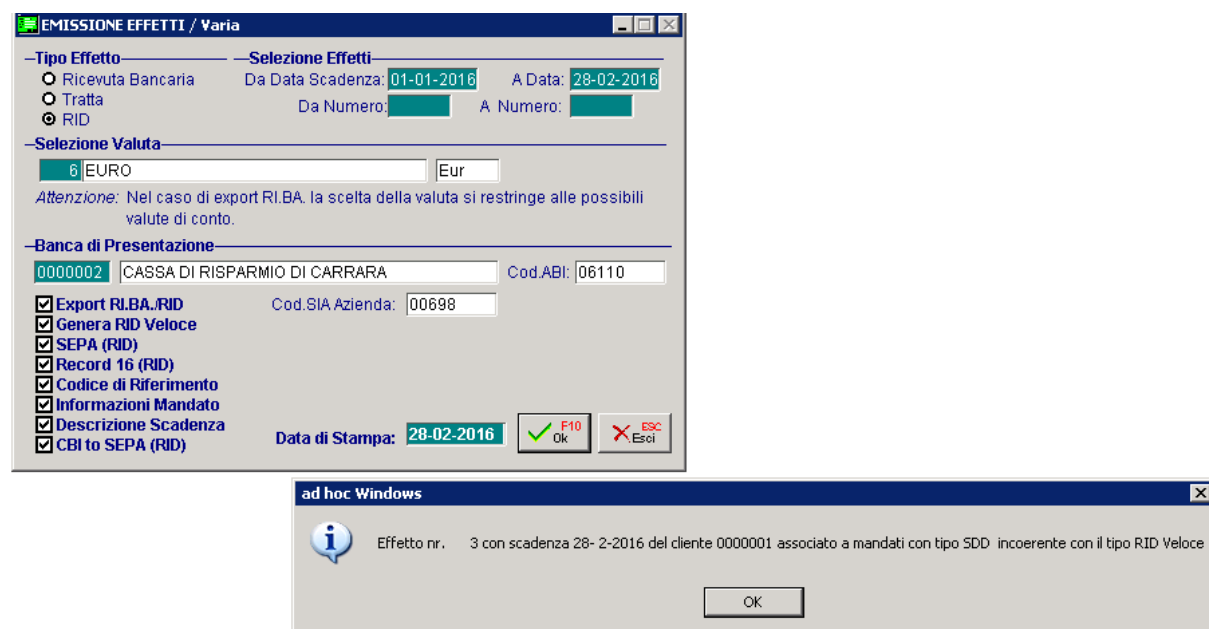 EMISSIONE EFFETTI / Varia
Tipo Effetto Selezione Effetti
Ricevuta Bancaria Da Data Scadenza: 01-01-2016 A Data: 28-02-2016
Tratta Da Numero: A Numero:
RID
Selezione Valuta
6 EURO Eur
Attenzione: Nel caso di export RI.BA. la scelta della valuta si restringe alle possibili
valute di conto.
Banca di Presentazione
0000002 CASSA DI RISPARMIO DI CARRARA Cod.ABI: 06110
Export RI.BA./RID Cod.SIA Azienda: 00698
Genera RID Veloce
SEPA (RID)
Record 16 (RID)
Codice di Riferimento
Informazioni Mandato
Descrizione Scadenza
CBI to SEPA (RID)
Data di Stampa: 28-02-2016 F10 Ok ESC Esci
ad hoc Windows
Effetto nr. 3 con scadenza 28- 2-2016 del cliente 0000001 associato a mandati con tipo SDD incoerente con il tipo RID Veloce
OK